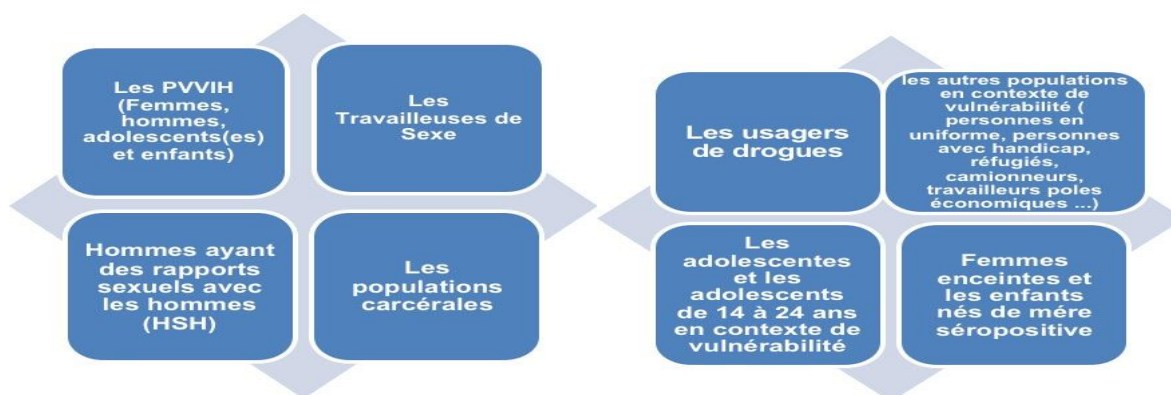 Les PVVIH
(Femmes,
hommes,
adolescents(es)
et enfants)
Les
Travailleuses de
Sexe
Hommes ayant
des rapports
sexuels avec
les hommes
(HSH)
Les
populations
carcérales
Les usagers
de drogues
les autres populations
en contexte de
vulnérabilité (
personnes en
uniforme, personnes
avec handicap,
réfugiés,
camionneurs,
travailleurs poles
économiques ...)
Les
adolescentes
et les
adolescents
de 14 à 24 ans
en contexte de
vulnérabilité
Femmes
enceintes et
les enfants
nés de mére
séropositive